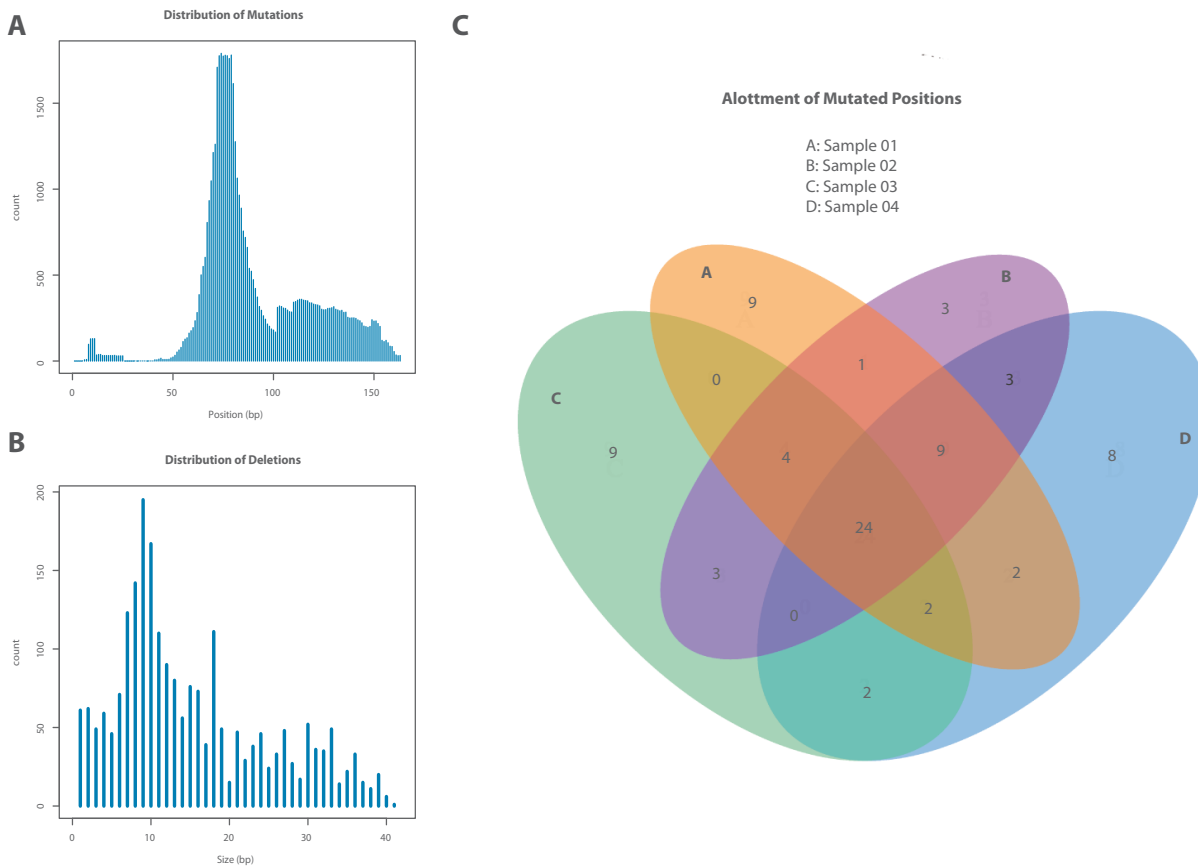 A
Distribution of Mutations
count
0
500
1000
1500
0
50
100
150
Position (bp)
B
Distribution of Deletions
count
0
50
100
150
200
0
10
20
30
40
Size (bp)
C
Alottment of Mutated Positions
A: Sample 01
B: Sample 02
C: Sample 03
D: Sample 04
A
B
C
D
9
3
1
0
3
9
4
9
8
24
3
2
0
2
2